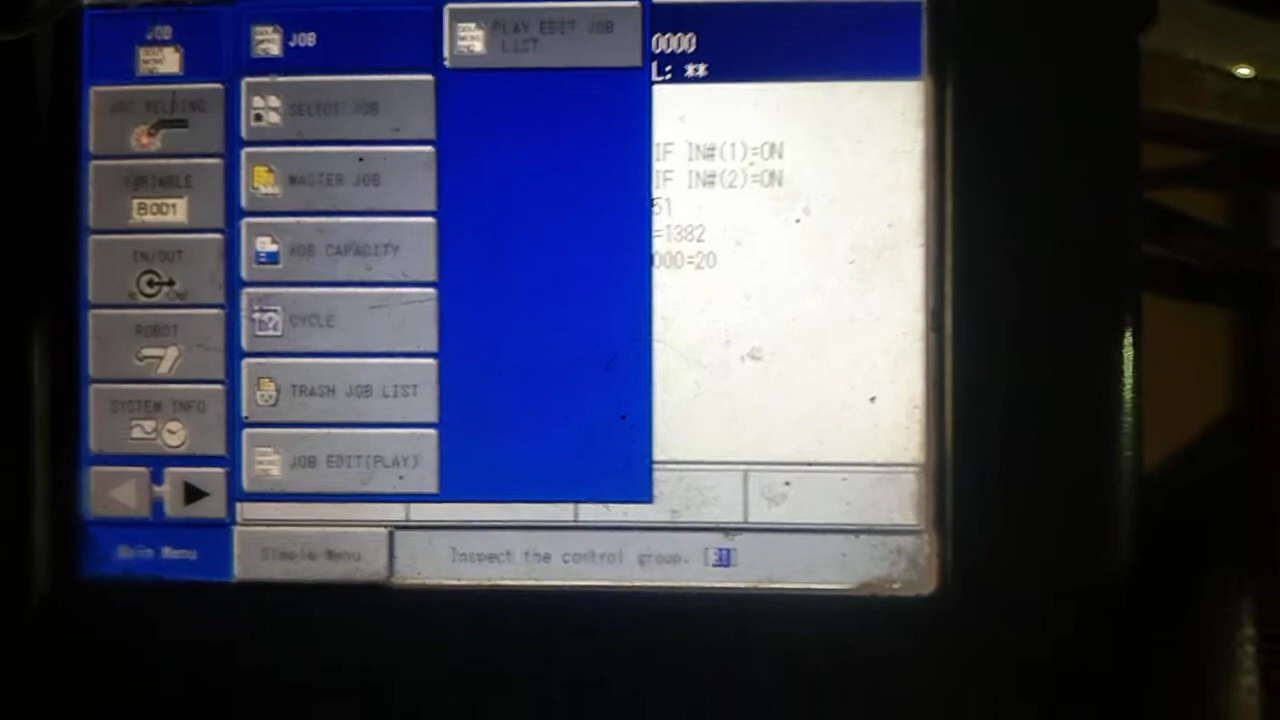 JOB
ARC WELDING
VARIABLE
B001
IN/OUT
ROBOT
SYSTEM INFO
JOB
SELECT JOB
MASTER JOB
JOB CAPACITY
CYCLE
TRASH JOB LIST
JOB EDIT(PLAY)
PLAY EDIT JOB
LIST
0000
L: **
IF IN#(1)=ON
IF IN#(2)=ON
51
=1382
000=20
Main Menu
Simple Menu
Inspect the control group. [31]